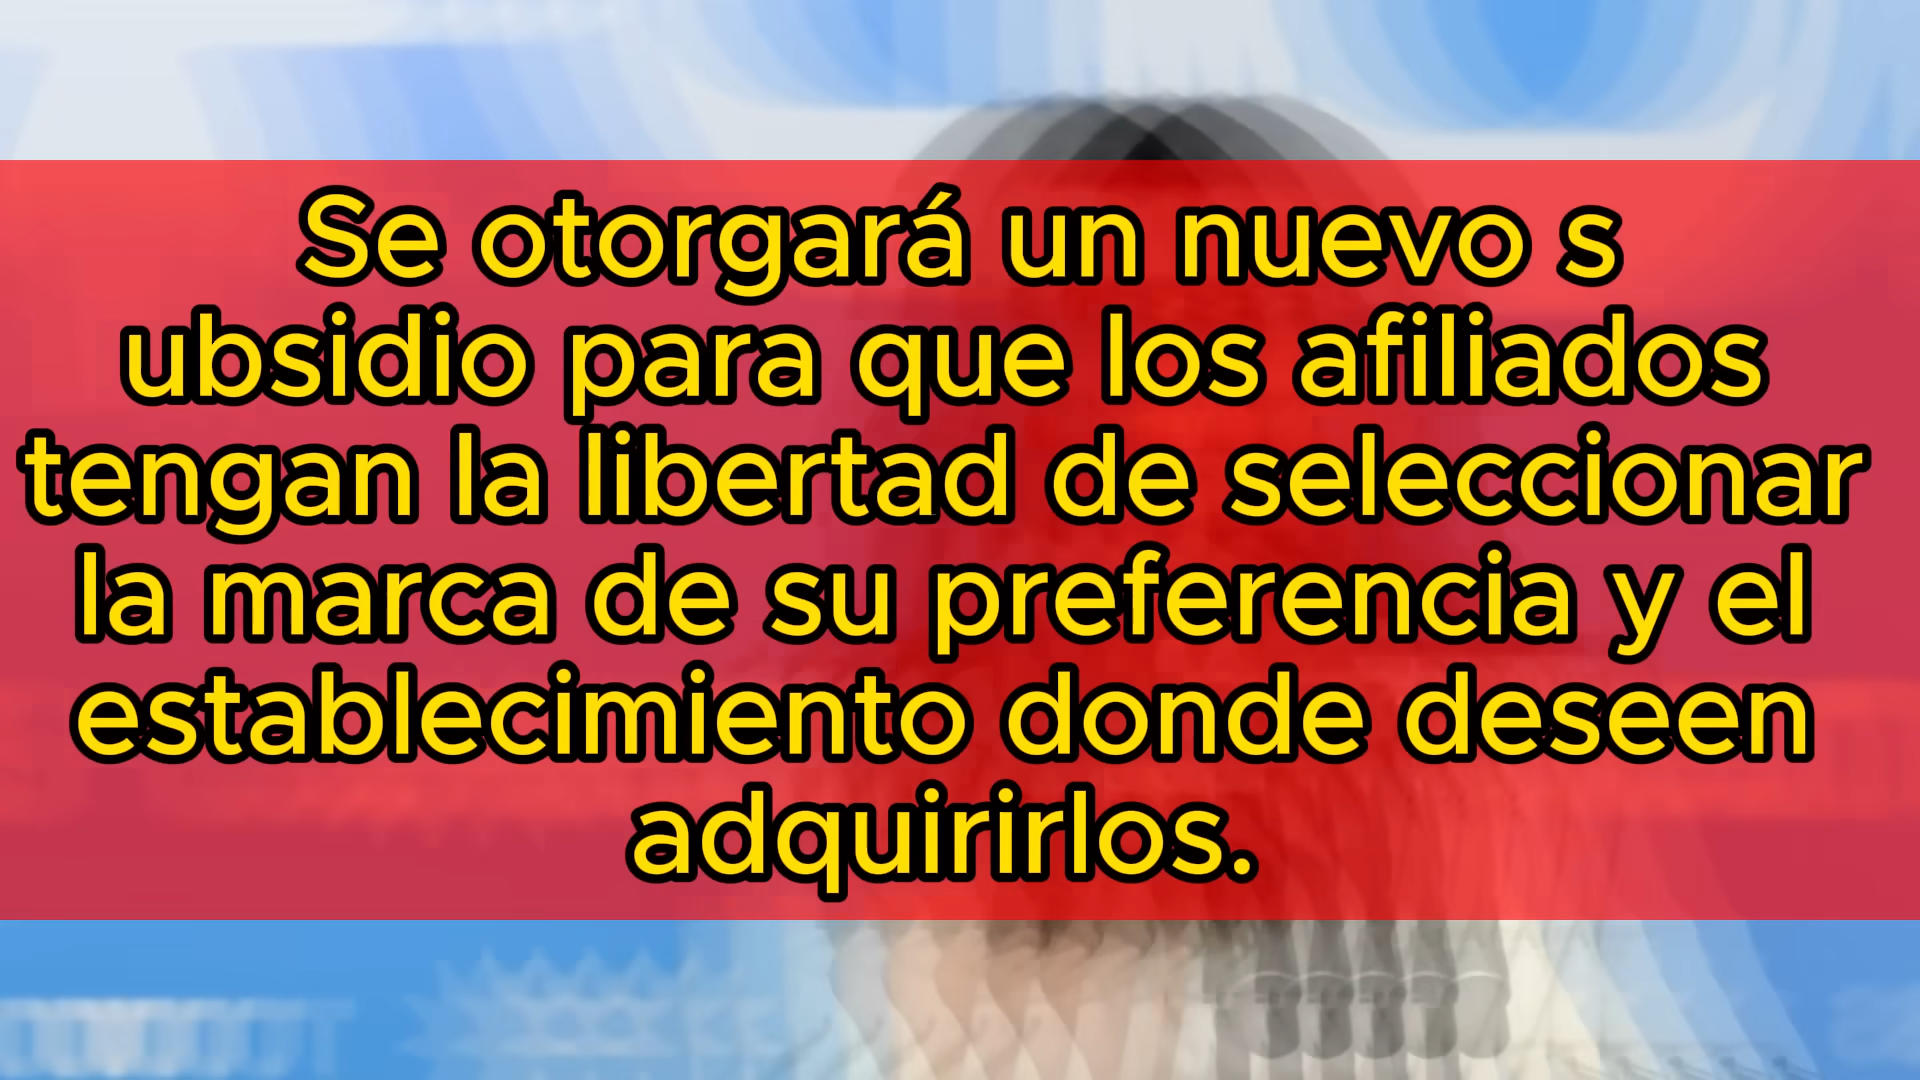 Se otorgará un nuevo s
ubsidio para que los afiliados
tengan la libertad de seleccionar
la marca de su preferencia y el
establecimiento donde deseen
adquirirlos.